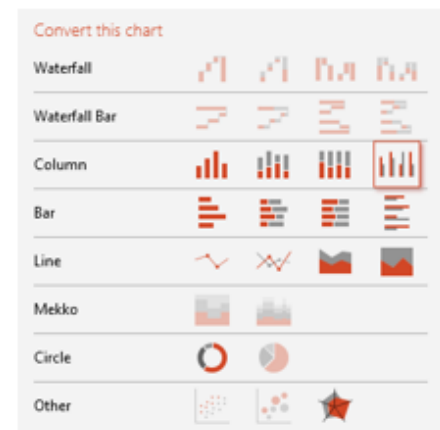 Convert this chart
Waterfall
Waterfall Bar
Column
Bar
Line
Mekko
Circle
Other